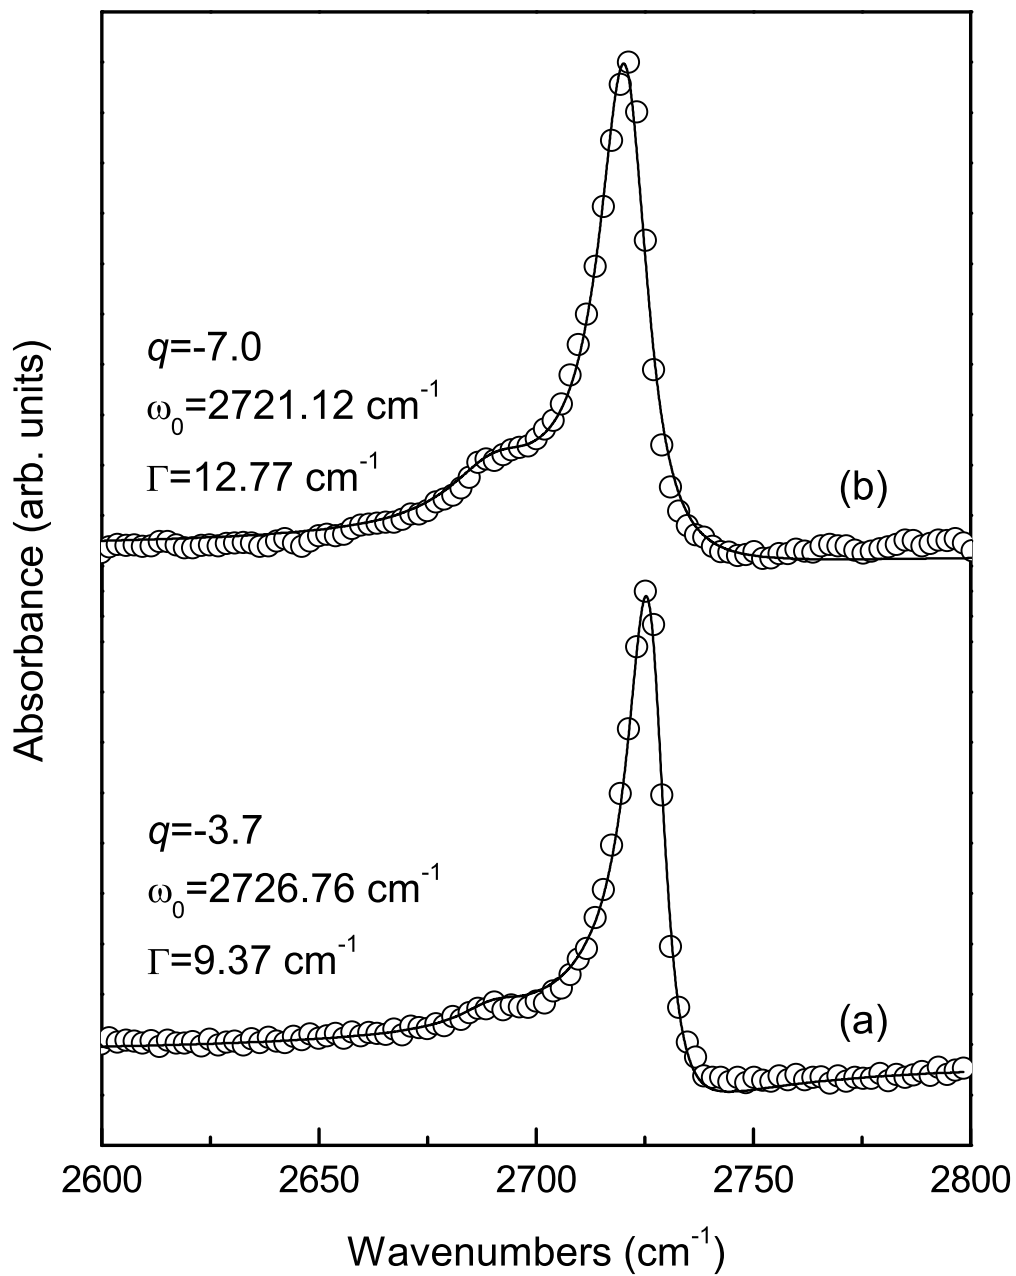 Absorbance (arb. units)
q=-7.0
ω₀=2721.12 cm⁻¹
Γ=12.77 cm⁻¹
(b)
q=-3.7
ω₀=2726.76 cm⁻¹
Γ=9.37 cm⁻¹
(a)
2600 2650 2700 2750 2800
Wavenumbers (cm⁻¹)